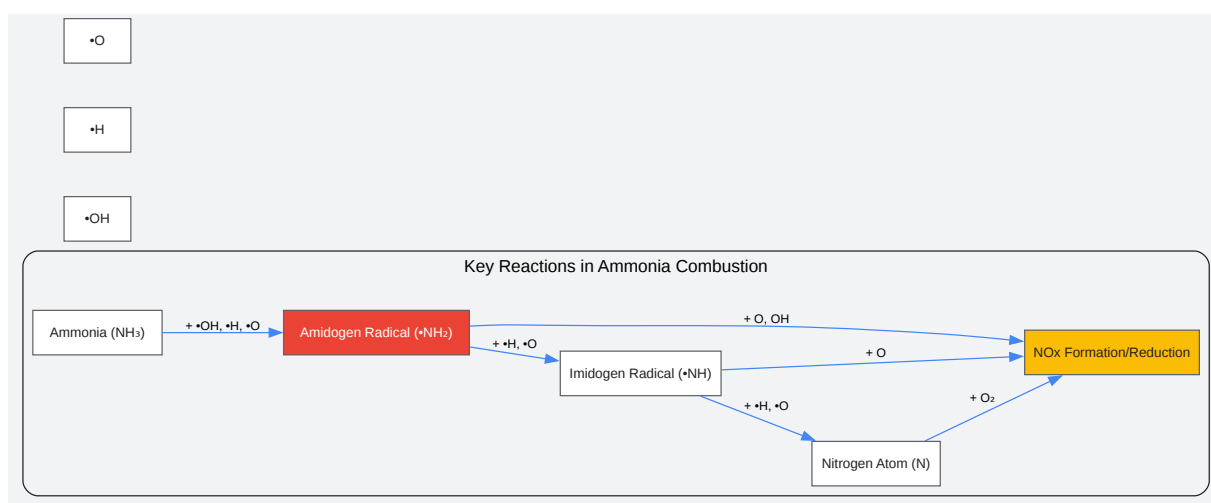 •O
•H
•OH
Key Reactions in Ammonia Combustion
Ammonia (NH₃)
+ •OH, •H, •O
Amidogen Radical (•NH₂)
+ O, OH
+ •H, •O
Imidogen Radical (•NH)
+ O
NOx Formation/Reduction
+ •H, •O
+ O₂
Nitrogen Atom (N)